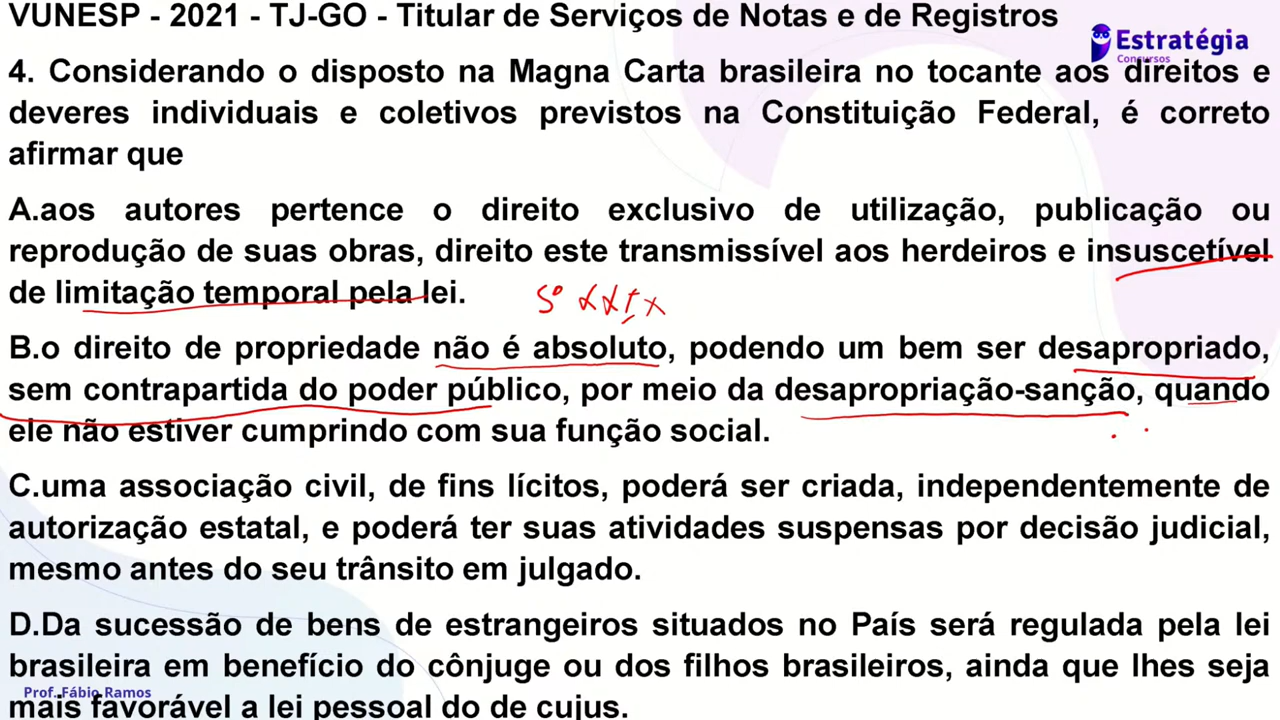 VUNESP - 2021 - TJ-GO - Titular de Serviços de Notas e de Registros
Estratégia
Concursos
4. Considerando o disposto na Magna Carta brasileira no tocante aos direitos e
deveres individuais e coletivos previstos na Constituição Federal, é correto
afirmar que
A.aos autores pertence o direito exclusivo de utilização, publicação ou
reprodução de suas obras, direito este transmissível aos herdeiros e insuscetível
de limitação temporal pela lei.
B.o direito de propriedade não é absoluto, podendo um bem ser desapropriado,
sem contrapartida do poder público, por meio da desapropriação-sanção, quando
ele não estiver cumprindo com sua função social.
C.uma associação civil, de fins lícitos, poderá ser criada, independentemente de
autorização estatal, e poderá ter suas atividades suspensas por decisão judicial,
mesmo antes do seu trânsito em julgado.
D.Da sucessão de bens de estrangeiros situados no País será regulada pela lei
brasileira em benefício do cônjuge ou dos filhos brasileiros, ainda que lhes seja
mais favorável a lei pessoal do de cujus.
Prof. Fábio Ramos